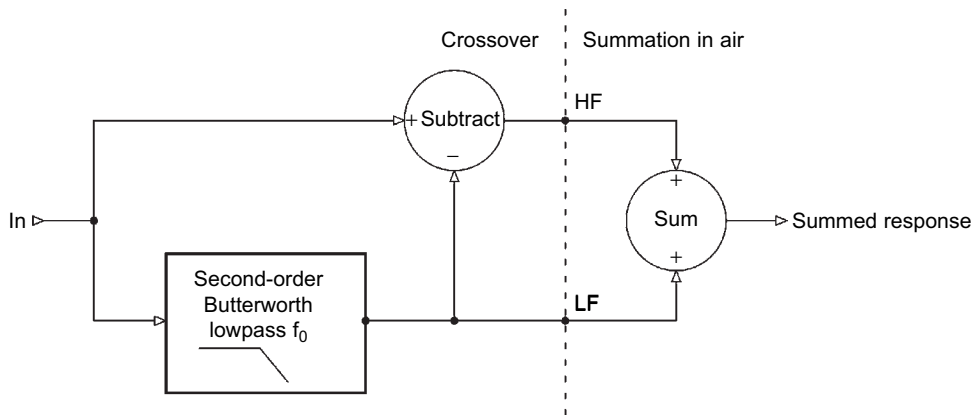 Crossover
Summation in air
HF
+ Subtract
−
+
In
Sum
Summed response
+
Second-order
Butterworth
lowpass f₀
LF